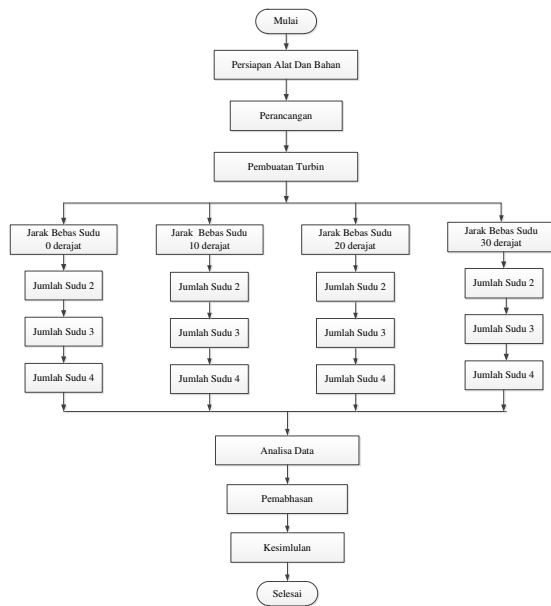 Mulai
Persiapan Alat Dan Bahan
Perancangan
Pembuatan Turbin
Jarak Bebas Sudu
0 derajat
Jarak Bebas Sudu
10 derajat
Jarak Bebas Sudu
20 derajat
Jarak Bebas Sudu
30 derajat
Jumlah Sudu 2
Jumlah Sudu 2
Jumlah Sudu 2
Jumlah Sudu 2
Jumlah Sudu 3
Jumlah Sudu 3
Jumlah Sudu 3
Jumlah Sudu 3
Jumlah Sudu 4
Jumlah Sudu 4
Jumlah Sudu 4
Jumlah Sudu 4
Analisa Data
Pemabhasan
Kesimlulan
Selesai